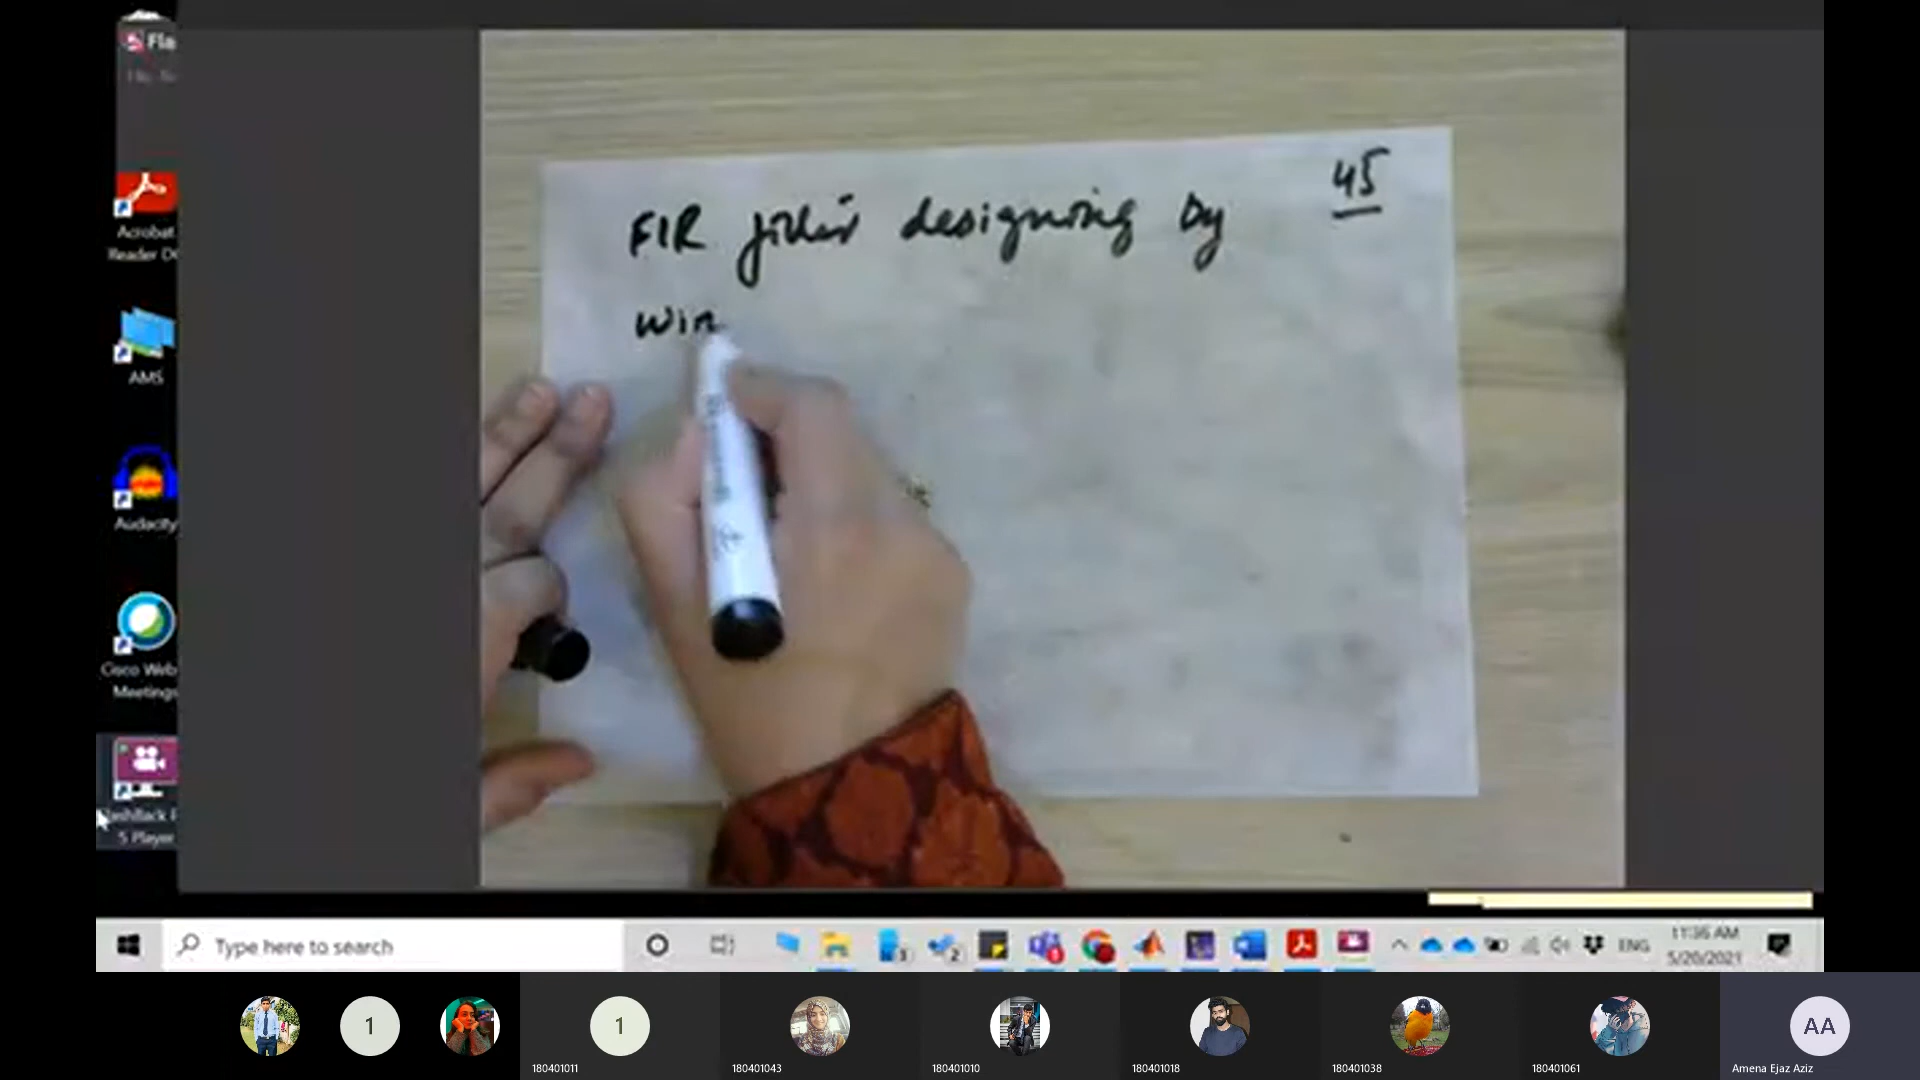 Fla
Acrobat
Reader DC
AMS
Audacity
Cisco Web
Meetings
5 Player
45
FIR filter designing by
Win
Type here to search
ENG
11:36 AM
5/20/2021
1
1
AA
180401011
180401043
180401010
180401018
180401038
180401061
Amena Ejaz Aziz